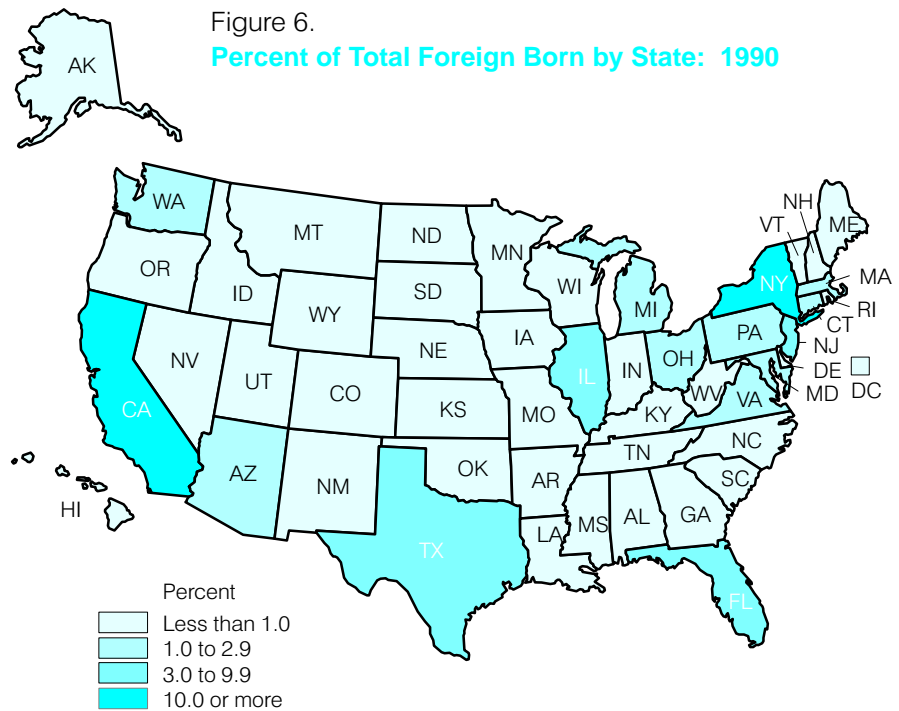 Figure 6.
Percent of Total Foreign Born by State: 1990
AK
WA
MT
ND
MN
NH
VT
ME
OR
ID
SD
WI
MI
NY
MA
RI
CT
WY
IA
PA
NJ
NE
OH
DE
NV
UT
CO
IL
IN
WV
MD
DC
CA
KS
MO
KY
VA
NC
TN
AZ
NM
OK
AR
SC
HI
LA
MS
AL
GA
TX
FL
Percent
Less than 1.0
1.0 to 2.9
3.0 to 9.9
10.0 or more